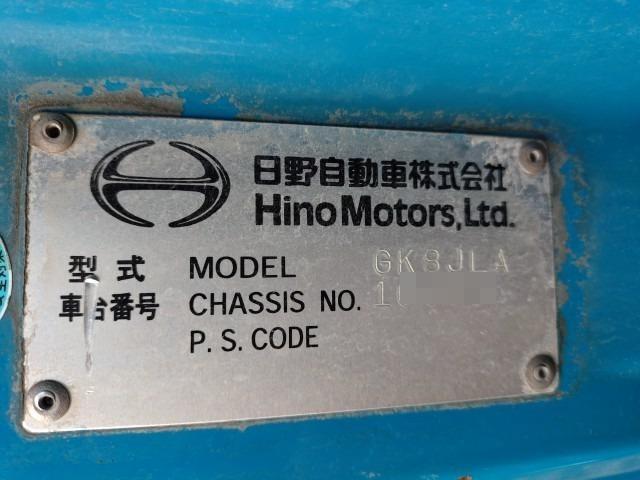 日野自動車株式会社
Hino Motors, Ltd.
型式 MODEL GK8JLA
車台番号 CHASSIS NO. 1
P. S. CODE